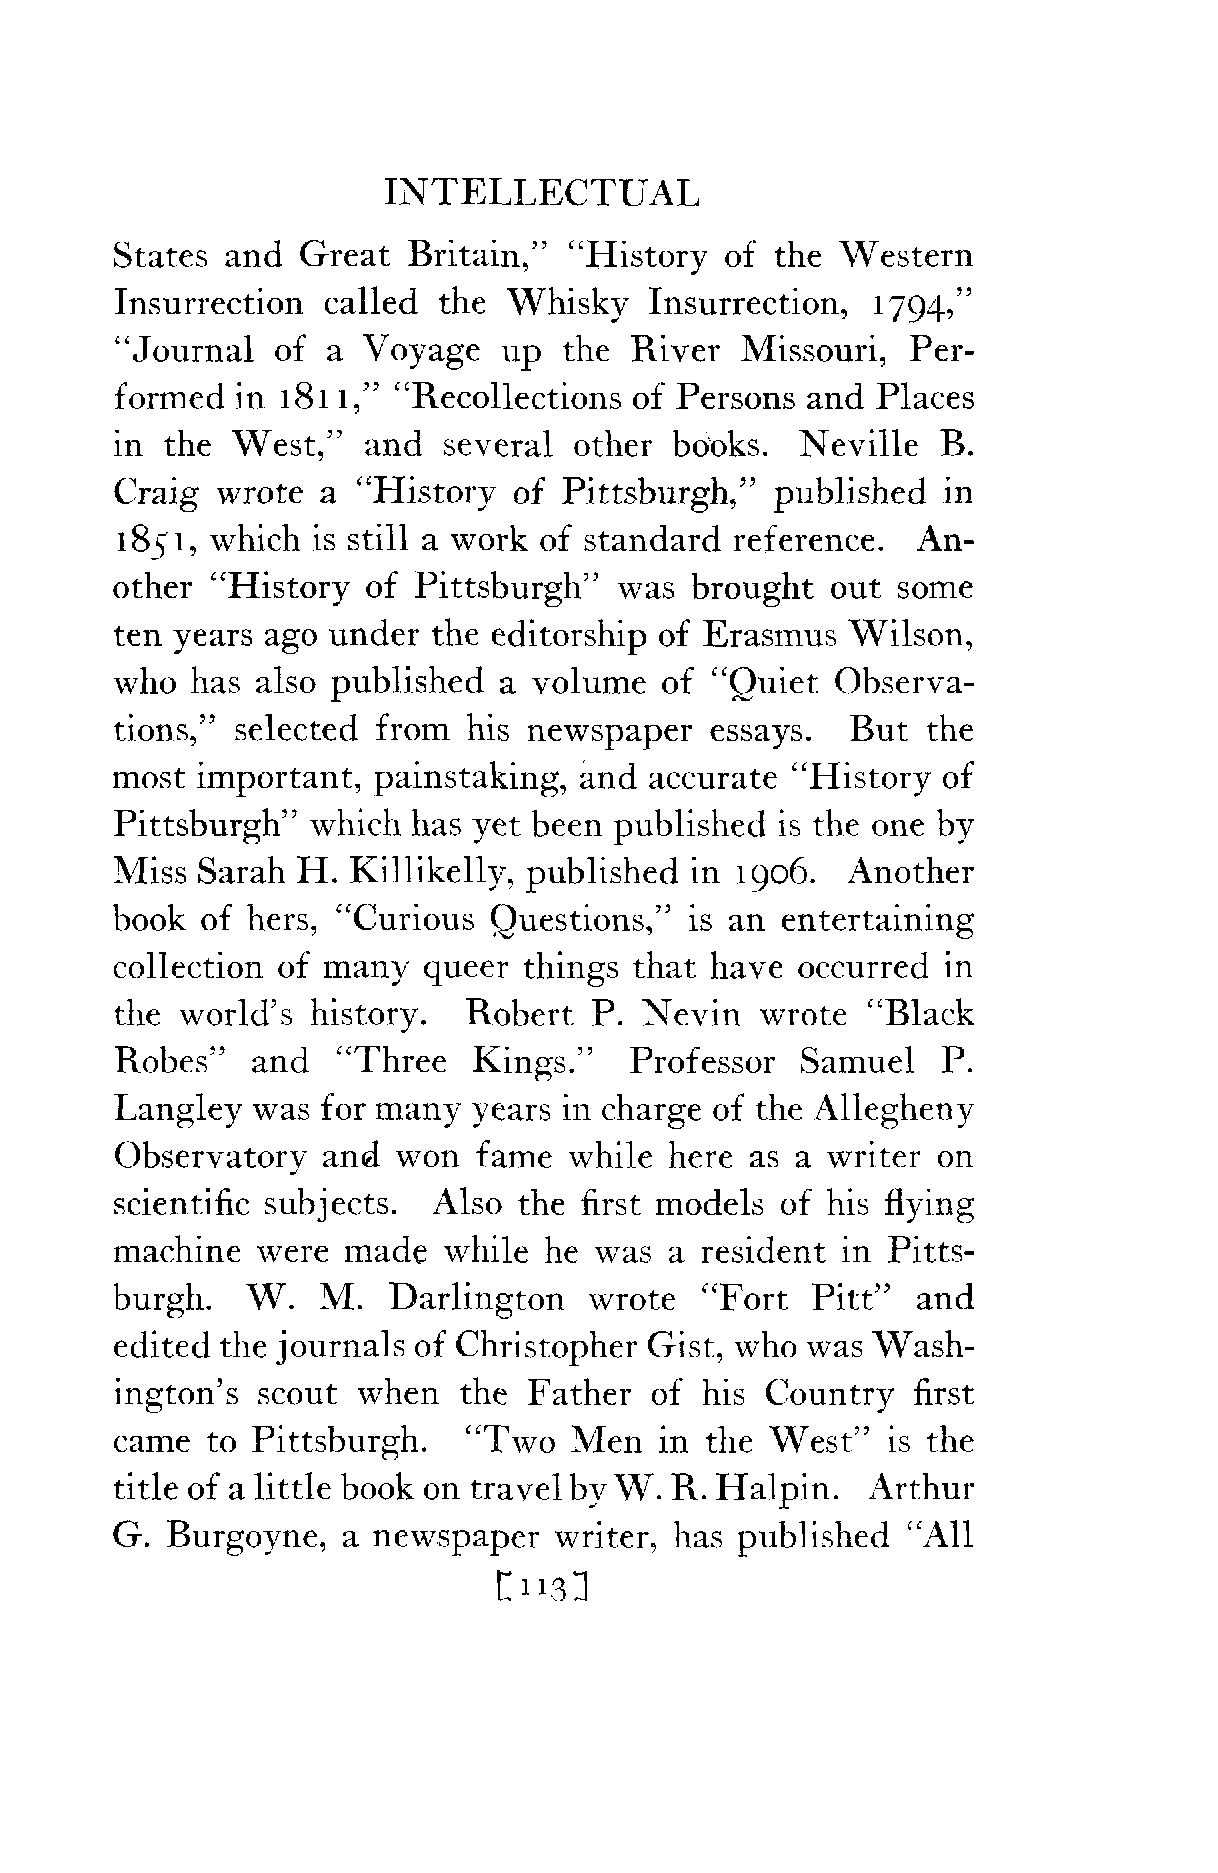 INTELLECTUAL
States and Great Britain,” “History of the Western
Insurrection called the Whisky Insurrection, 1794,”
“Journal of a Voyage up the River Missouri, Per-
formed in 1811,” “Recollections of Persons and Places
in the West,” and several other books. Neville B.
Craig wrote a “History of Pittsburgh,” published in
1851, which is still a work of standard reference. An-
other “History of Pittsburgh” was brought out some
ten years ago under the editorship of Erasmus Wilson,
who has also published a volume of “Quiet Observa-
tions,” selected from his newspaper essays. But the
most important, painstaking, and accurate “History of
Pittsburgh” which has yet been published is the one by
Miss Sarah H. Killikelly, published in 1906. Another
book of hers, “Curious Questions,” is an entertaining
collection of many queer things that have occurred in
the world’s history. Robert P. Nevin wrote “Black
Robes” and “Three Kings.” Professor Samuel P.
Langley was for many years in charge of the Allegheny
Observatory and won fame while here as a writer on
scientific subjects. Also the first models of his flying
machine were made while he was a resident in Pitts-
burgh. W. M. Darlington wrote “Fort Pitt” and
edited the journals of Christopher Gist, who was Wash-
ington’s scout when the Father of his Country first
came to Pittsburgh. “Two Men in the West” is the
title of a little book on travel by W. R. Halpin. Arthur
G. Burgoyne, a newspaper writer, has published “All
[113]